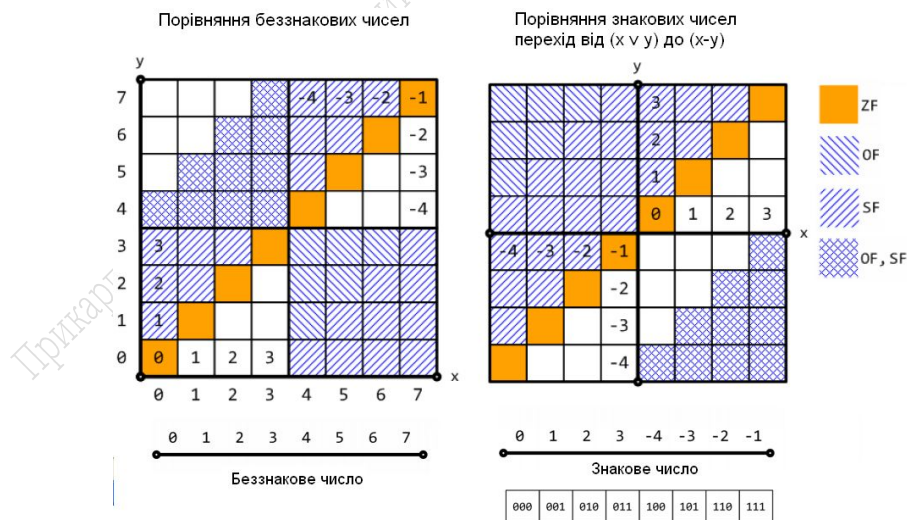 Порівняння беззнакових чисел
y
7 -4 -3 -2 -1
6 -2
5 -3
4 -4
3 3
2 2
1 1
0 0 1 2 3
x
0 1 2 3 4 5 6 7
0 1 2 3 4 5 6 7
Беззнакове число
Порівняння знакових чисел
перехід від (x v y) до (x-y)
y
3
2
1
0 1 2 3
x
-4 -3 -2 -1
-2
-3
-4
0 1 2 3 -4 -3 -2 -1
Знакове число
000 001 010 011 100 101 110 111
ZF
OF
SF
OF, SF